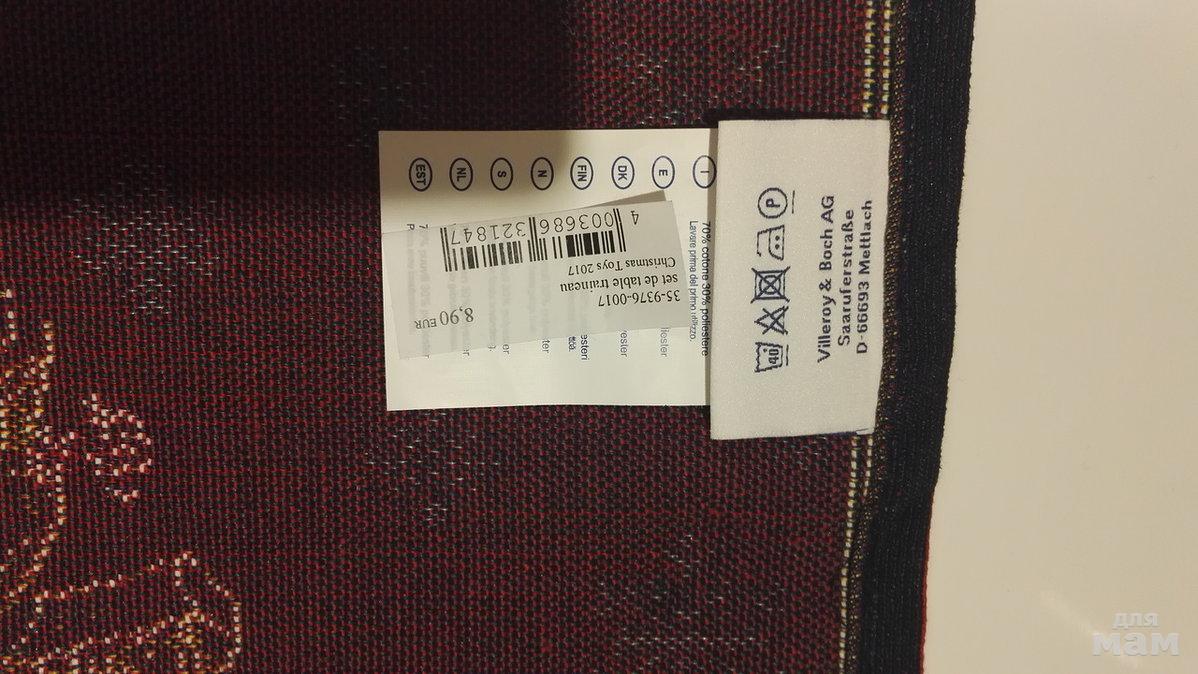 EST
NL
S
N
FIN
DK
E
I
70% cotone 30% poliestere
Lavare prima del primo
35-9376-0017
set de table traineau
Christmas Toys 2017
4 003686 321847
8,90 EUR
40
P
Villeroy & Boch AG
Saaruferstraße
D-66693 Mettlach
для
мам